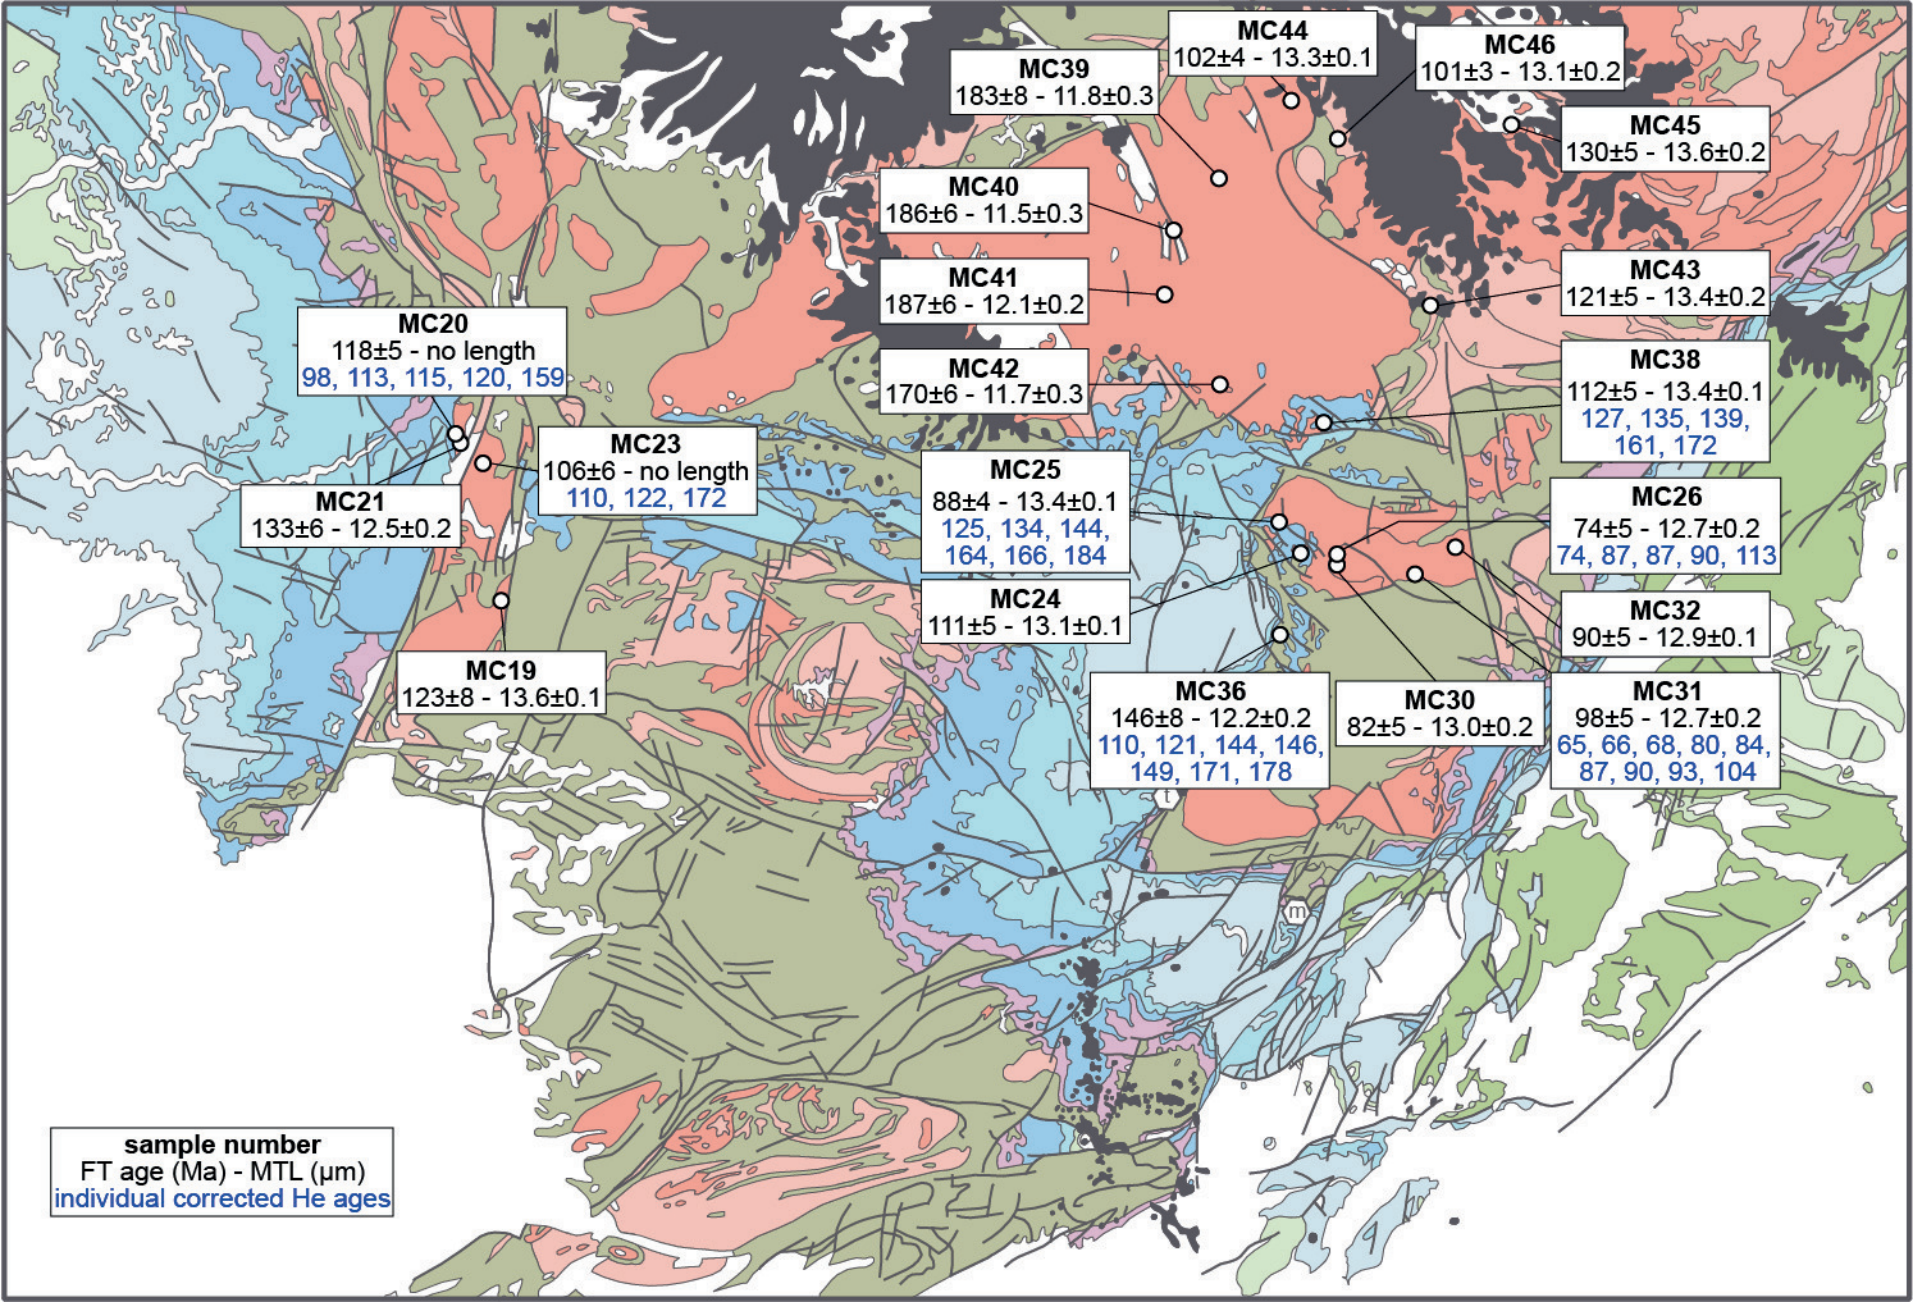 MC44
102±4 - 13.3±0.1
MC46
101±3 - 13.1±0.2
MC39
183±8 - 11.8±0.3
MC45
130±5 - 13.6±0.2
MC40
186±6 - 11.5±0.3
MC41
187±6 - 12.1±0.2
MC43
121±5 - 13.4±0.2
MC20
118±5 - no length
98, 113, 115, 120, 159
MC42
170±6 - 11.7±0.3
MC38
112±5 - 13.4±0.1
127, 135, 139,
161, 172
MC23
106±6 - no length
110, 122, 172
MC25
88±4 - 13.4±0.1
125, 134, 144,
164, 166, 184
MC21
133±6 - 12.5±0.2
MC26
74±5 - 12.7±0.2
74, 87, 87, 90, 113
MC24
111±5 - 13.1±0.1
MC32
90±5 - 12.9±0.1
MC19
123±8 - 13.6±0.1
MC36
146±8 - 12.2±0.2
110, 121, 144, 146,
149, 171, 178
MC30
82±5 - 13.0±0.2
MC31
98±5 - 12.7±0.2
65, 66, 68, 80, 84,
87, 90, 93, 104
t
m
sample number
FT age (Ma) - MTL (µm)
individual corrected He ages